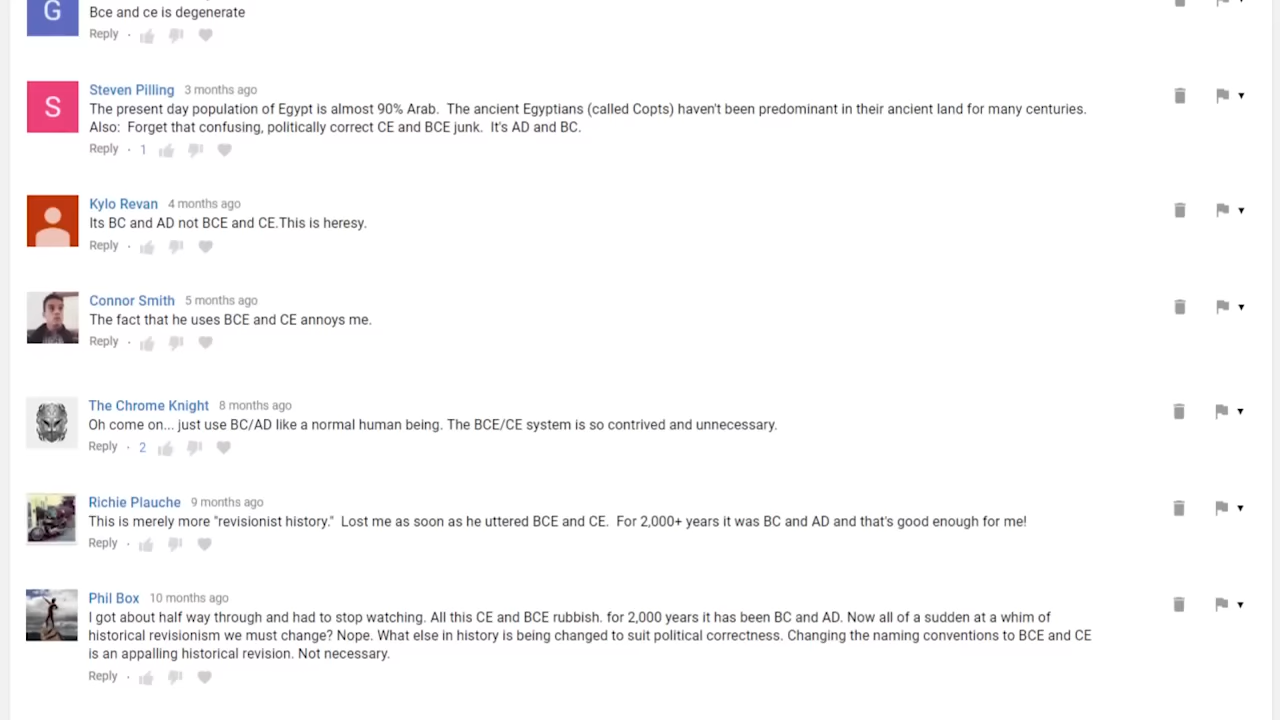 G
Bce and ce is degenerate
Reply ·
S
Steven Pilling 3 months ago
The present day population of Egypt is almost 90% Arab. The ancient Egyptians (called Copts) haven't been predominant in their ancient land for many centuries.
Also: Forget that confusing, politically correct CE and BCE junk. It's AD and BC.
Reply · 1
Kylo Revan 4 months ago
Its BC and AD not BCE and CE.This is heresy.
Reply ·
Connor Smith 5 months ago
The fact that he uses BCE and CE annoys me.
Reply ·
The Chrome Knight 8 months ago
Oh come on... just use BC/AD like a normal human being. The BCE/CE system is so contrived and unnecessary.
Reply · 2
Richie Plauche 9 months ago
This is merely more "revisionist history." Lost me as soon as he uttered BCE and CE. For 2,000+ years it was BC and AD and that's good enough for me!
Reply ·
Phil Box 10 months ago
I got about half way through and had to stop watching. All this CE and BCE rubbish. for 2,000 years it has been BC and AD. Now all of a sudden at a whim of
historical revisionism we must change? Nope. What else in history is being changed to suit political correctness. Changing the naming conventions to BCE and CE
is an appalling historical revision. Not necessary.
Reply ·